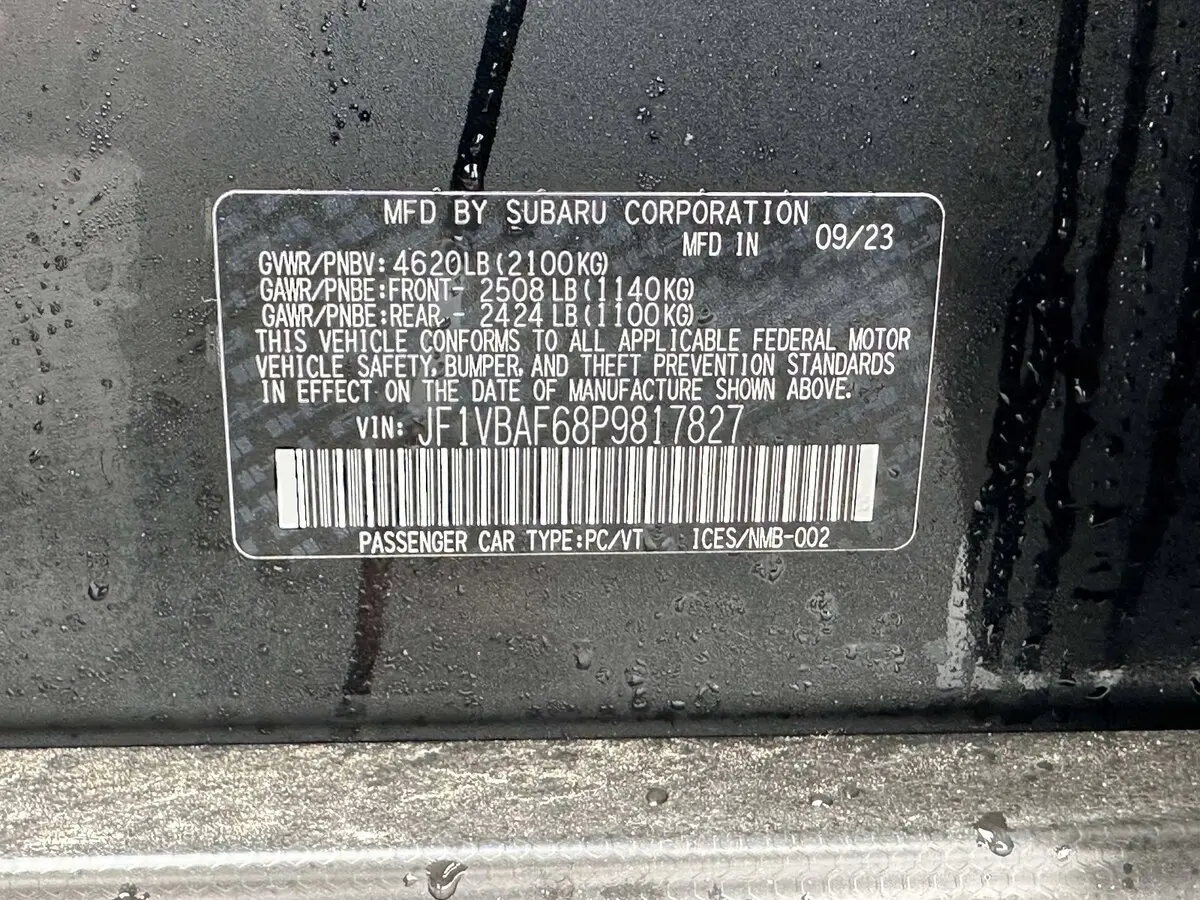 MFD BY SUBARU CORPORATION
MFD IN 09/23
GVWR/PNBV: 4620LB(2100KG)
GAWR/PNBE:FRONT- 2508 LB(1140KG)
GAWR/PNBE:REAR - 2424 LB(1100KG)
THIS VEHICLE CONFORMS TO ALL APPLICABLE FEDERAL MOTOR
VEHICLE SAFETY, BUMPER, AND THEFT PREVENTION STANDARDS
IN EFFECT ON THE DATE OF MANUFACTURE SHOWN ABOVE.
VIN: JF1VBAF68P9817827
PASSENGER CAR TYPE:PC/VT ICES/NMB-002